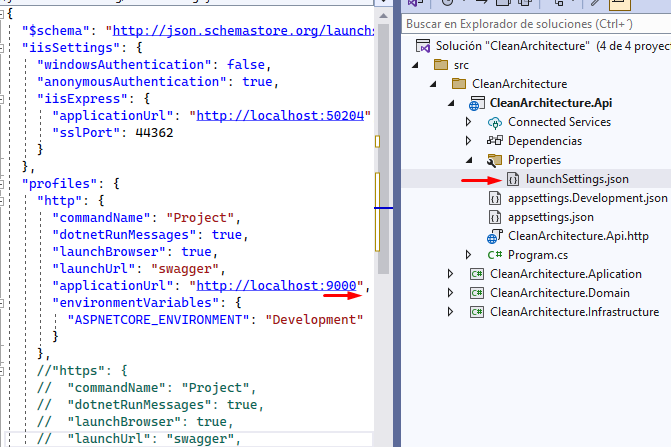 {
"$schema": "http://json.schemastore.org/launchs
"iisSettings": {
"windowsAuthentication": false,
"anonymousAuthentication": true,
"iisExpress": {
"applicationUrl": "http://localhost:50204"
"sslPort": 44362
}
},
"profiles": {
"http": {
"commandName": "Project",
"dotnetRunMessages": true,
"launchBrowser": true,
"launchUrl": "swagger",
"applicationUrl": "http://localhost:9000",
"environmentVariables": {
"ASPNETCORE_ENVIRONMENT": "Development"
}
},
//"https": {
//  "commandName": "Project",
//  "dotnetRunMessages": true,
//  "launchBrowser": true,
//  "launchUrl": "swagger",
Buscar en Explorador de soluciones (Ctrl+´)
Solución "CleanArchitecture" (4 de 4 proyec
src
CleanArchitecture
CleanArchitecture.Api
Connected Services
Dependencias
Properties
launchSettings.json
appsettings.Development.json
appsettings.json
CleanArchitecture.Api.http
C# Program.cs
C# CleanArchitecture.Aplication
C# CleanArchitecture.Domain
C# CleanArchitecture.Infrastructure